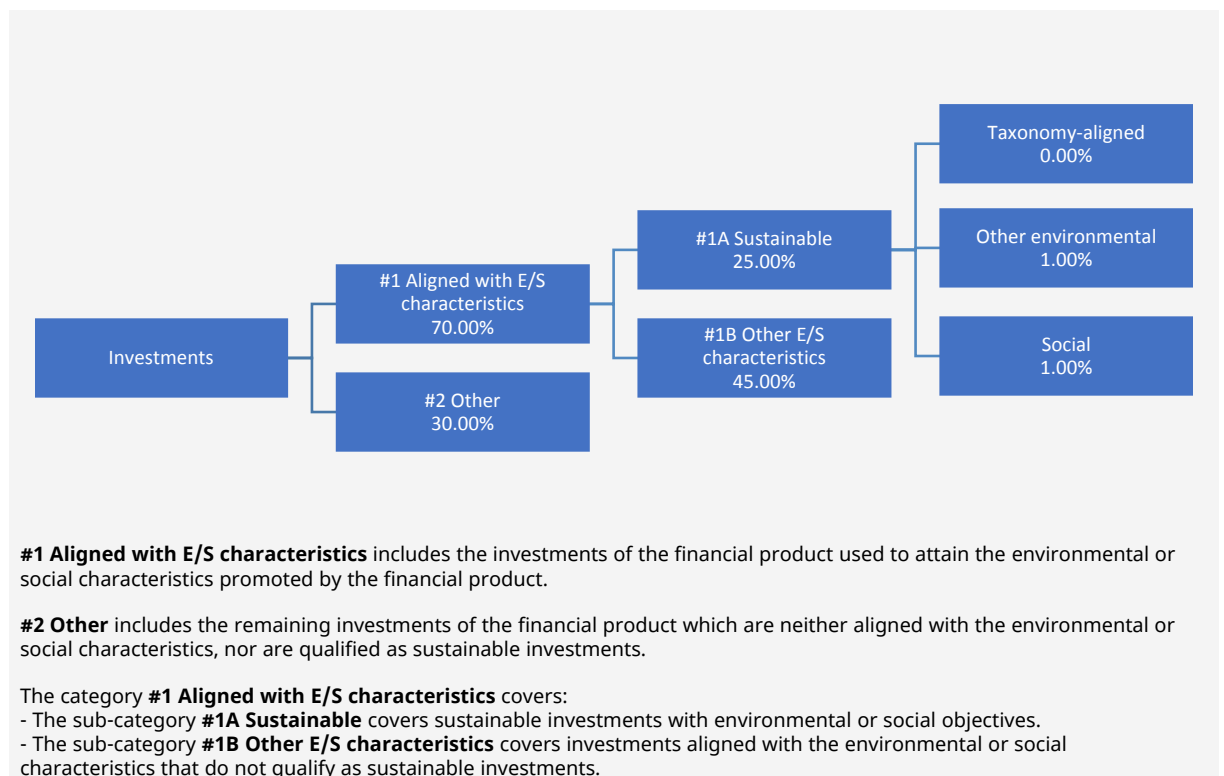 Investments
#1 Aligned with E/S
characteristics
70.00%
#2 Other
30.00%
#1A Sustainable
25.00%
#1B Other E/S
characteristics
45.00%
Taxonomy-aligned
0.00%
Other environmental
1.00%
Social
1.00%
#1 Aligned with E/S characteristics includes the investments of the financial product used to attain the environmental or
social characteristics promoted by the financial product.
#2 Other includes the remaining investments of the financial product which are neither aligned with the environmental or
social characteristics, nor are qualified as sustainable investments.
The category #1 Aligned with E/S characteristics covers:
- The sub-category #1A Sustainable covers sustainable investments with environmental or social objectives.
- The sub-category #1B Other E/S characteristics covers investments aligned with the environmental or social
characteristics that do not qualify as sustainable investments.